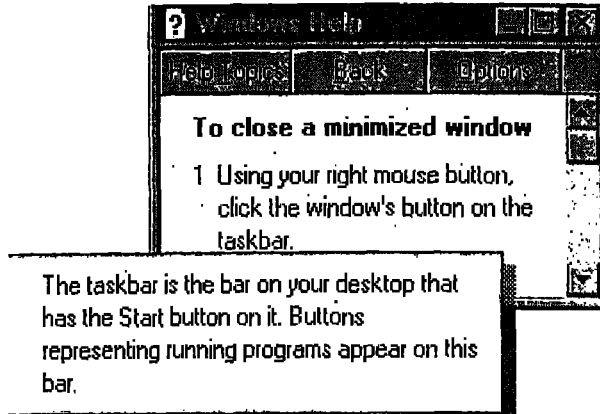 Windows Help
Help Topics Back Options
To close a minimized window
1 Using your right mouse button,
click the window's button on the
taskbar.
The taskbar is the bar on your desktop that
has the Start button on it. Buttons
representing running programs appear on this
bar.